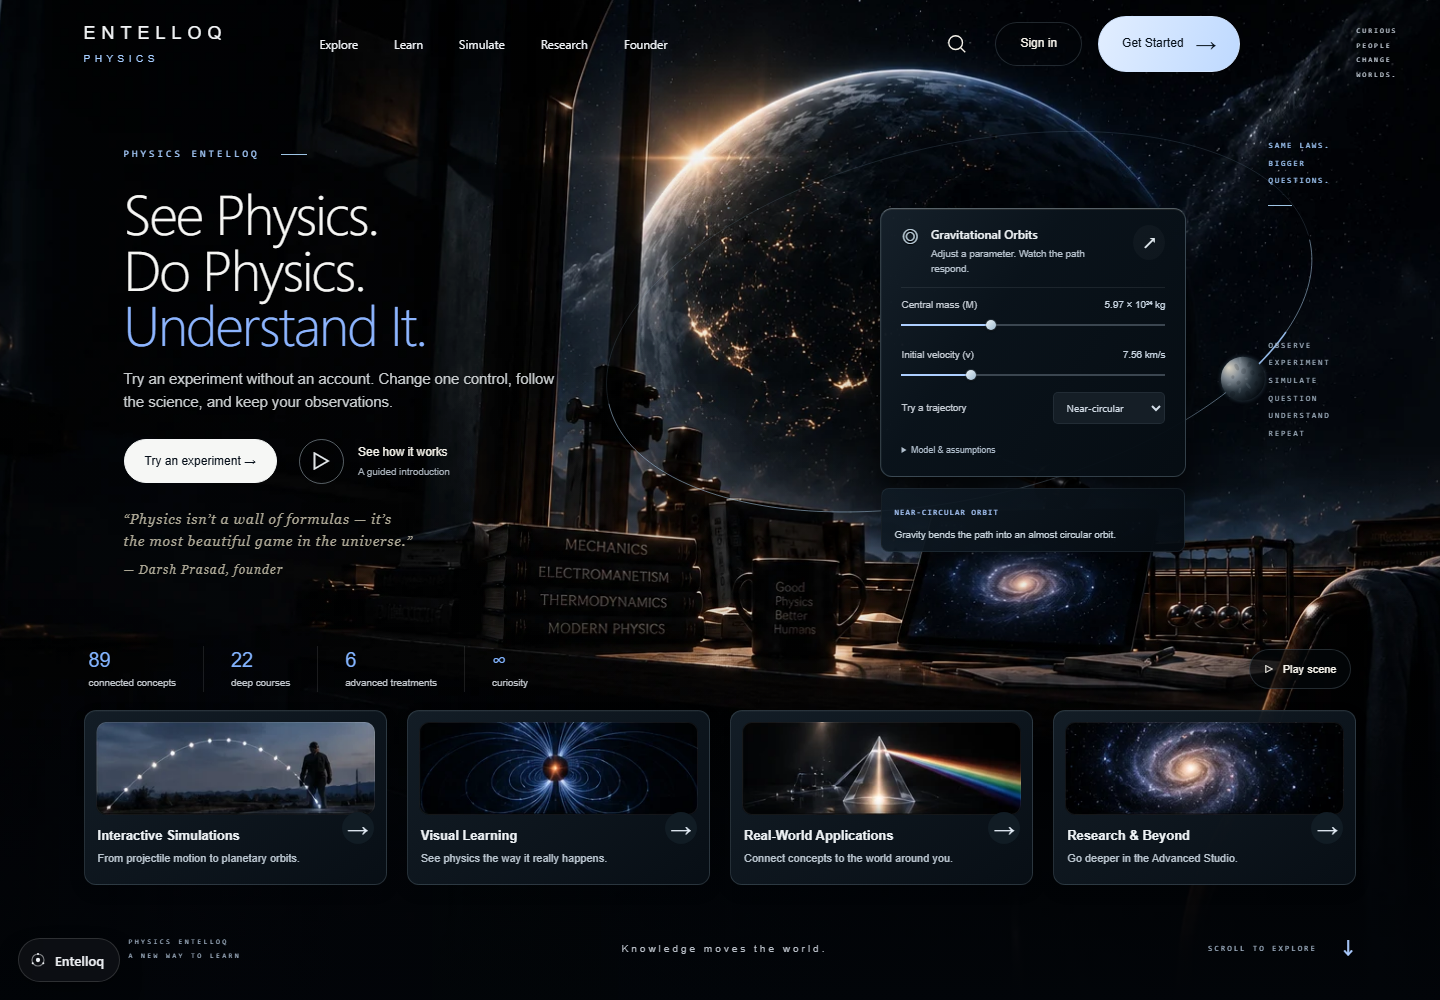 ENTELLOQ
PHYSICS
Explore
Learn
Simulate
Research
Founder
Sign in
Get Started →
CURIOUS
PEOPLE
CHANGE
WORLDS.
PHYSICS ENTELLOQ
See Physics.
Do Physics.
Understand It.
Try an experiment without an account. Change one control, follow
the science, and keep your observations.
Try an experiment →
See how it works
A guided introduction
“Physics isn’t a wall of formulas — it’s
the most beautiful game in the universe.”
— Darsh Prasad, founder
SAME LAWS.
BIGGER
QUESTIONS.
Gravitational Orbits
Adjust a parameter. Watch the path
respond.
Central mass (M)
5.97 × 10²⁴ kg
Initial velocity (v)
7.56 km/s
Try a trajectory
Near-circular
Model & assumptions
NEAR-CIRCULAR ORBIT
Gravity bends the path into an almost circular orbit.
OBSERVE
EXPERIMENT
SIMULATE
QUESTION
UNDERSTAND
REPEAT
MECHANICS
ELECTROMANETISM
THERMODYNAMICS
MODERN PHYSICS
Good
Physics
Better
Humans
89
connected concepts
22
deep courses
6
advanced treatments
∞
curiosity
Play scene
Interactive Simulations
From projectile motion to planetary orbits.
Visual Learning
See physics the way it really happens.
Real-World Applications
Connect concepts to the world around you.
Research & Beyond
Go deeper in the Advanced Studio.
Entelloq
PHYSICS ENTELLOQ
A NEW WAY TO LEARN
Knowledge moves the world.
SCROLL TO EXPLORE ↓